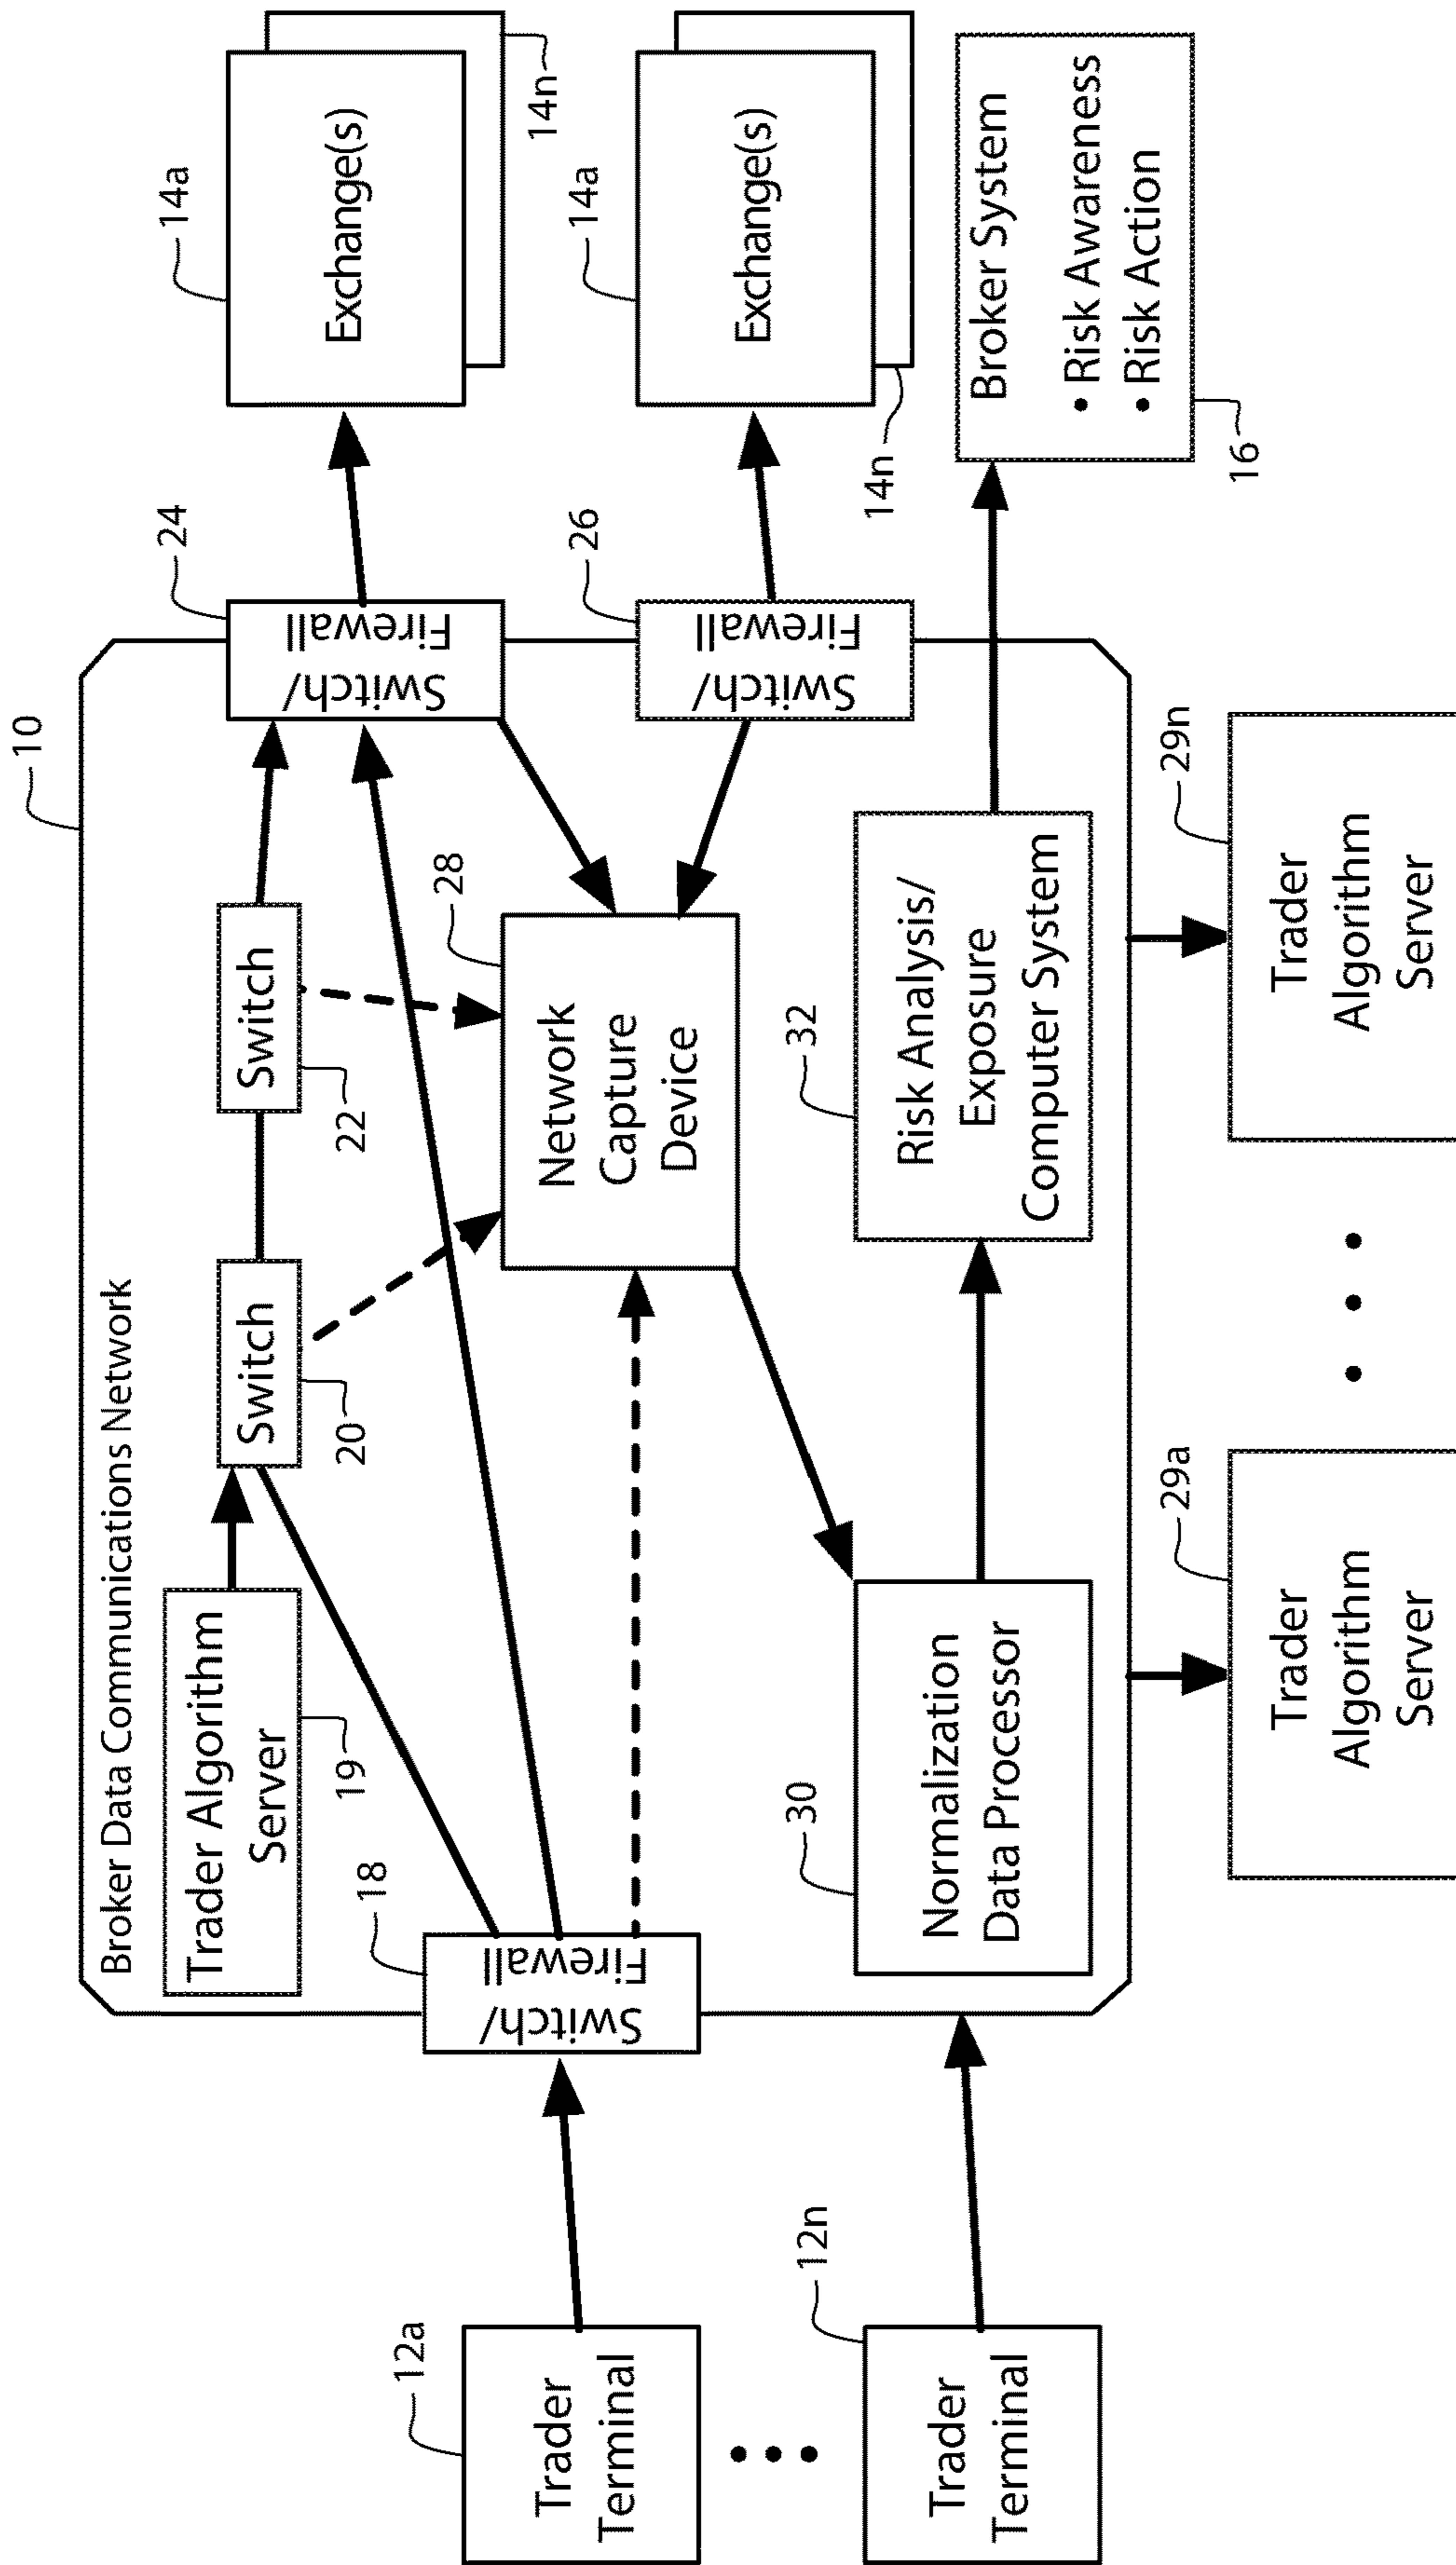 Broker Data Communications Network
10
Trader Algorithm
Server
19
Switch
20
Switch
22
Switch/
Firewall
24
Exchange(s)
14a
14n
Trader
Terminal
12a
Switch/
Firewall
18
Network
Capture
Device
28
Switch/
Firewall
26
Exchange(s)
14a
14n
Trader
Terminal
12n
Normalization
Data Processor
30
Risk Analysis/
Exposure
Computer System
32
Broker System
• Risk Awareness
• Risk Action
16
Trader
Algorithm
Server
29a
Trader
Algorithm
Server
29n